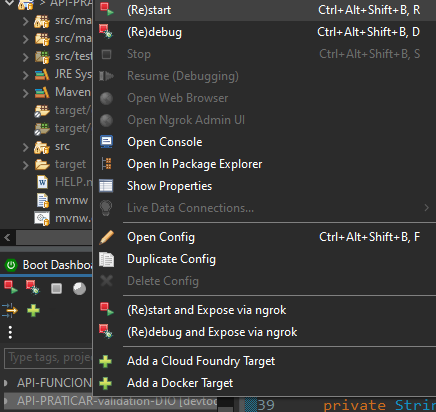 > API-PRA
(Re)start Ctrl+Alt+Shift+B, R
src/ma
(Re)debug Ctrl+Alt+Shift+B, D
src/ma
Stop Ctrl+Alt+Shift+B, S
src/test
Resume (Debugging)
JRE Sys
Open Web Browser
Maven
Open Ngrok Admin UI
target/
Open Console
target/
Open In Package Explorer
src
Show Properties
target
Live Data Connections...
HELP.m
mvnw
mvnw.
Open Config Ctrl+Alt+Shift+B, F
Duplicate Config
Delete Config
Boot Dashboa
(Re)start and Expose via ngrok
(Re)debug and Expose via ngrok
Add a Cloud Foundry Target
Type tags, projec
Add a Docker Target
API-FUNCION
API-PRATICAR-validation-DTO [devtoo
39 private Strin